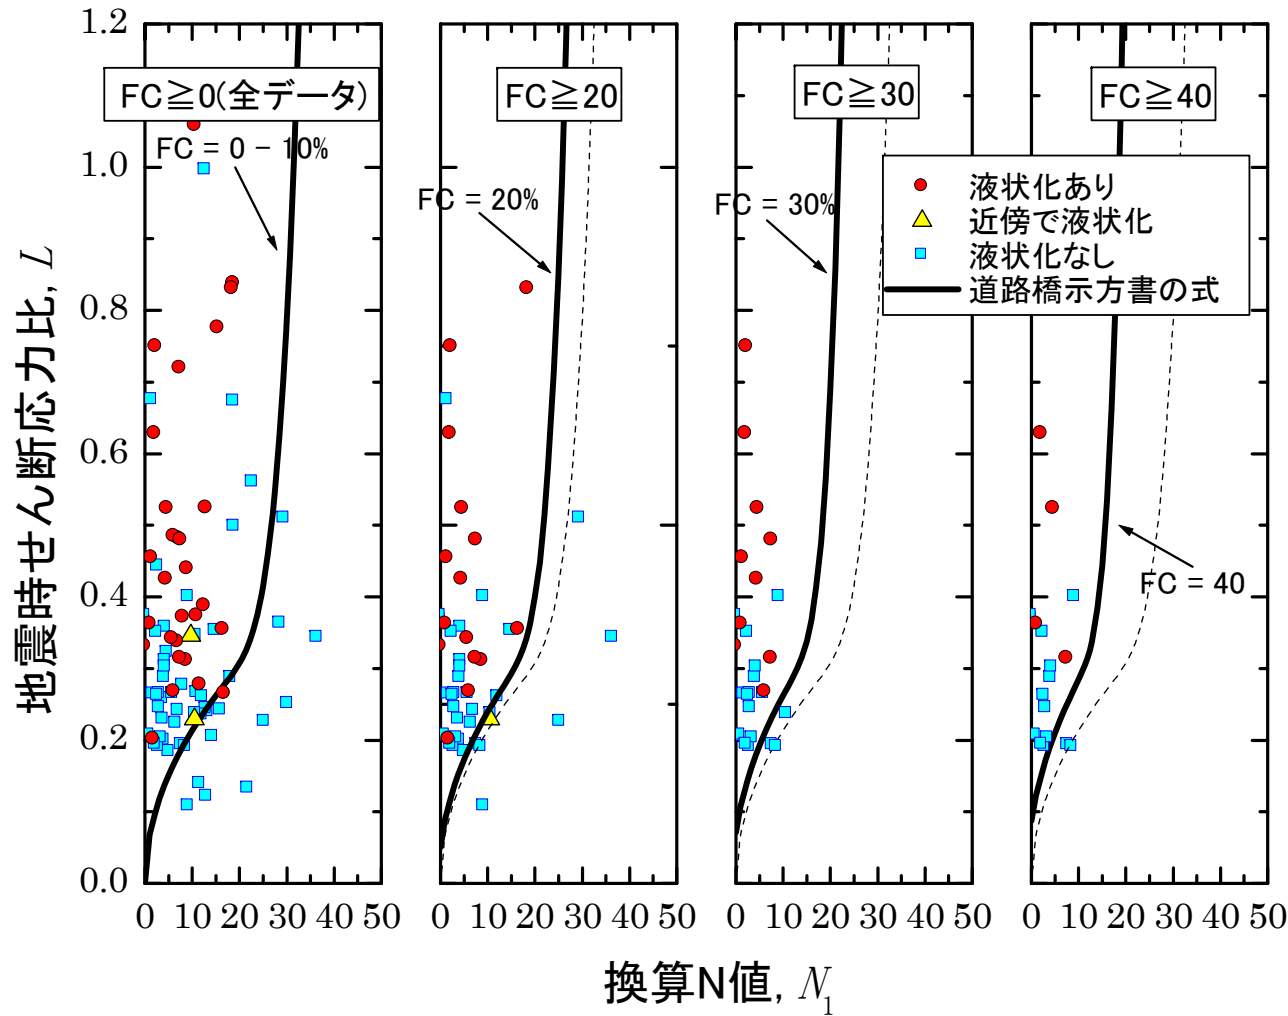 1.2
1.0
0.8
0.6
0.4
0.2
0.0
地震時せん断応力比, L
FC≧0(全データ)
FC = 0 − 10%
FC≧20
FC = 20%
FC≧30
FC = 30%
FC≧40
FC = 40
液状化あり
近傍で液状化
液状化なし
道路橋示方書の式
0 10 20 30 40 50
0 10 20 30 40 50
0 10 20 30 40 50
0 10 20 30 40 50
換算N値, N₁